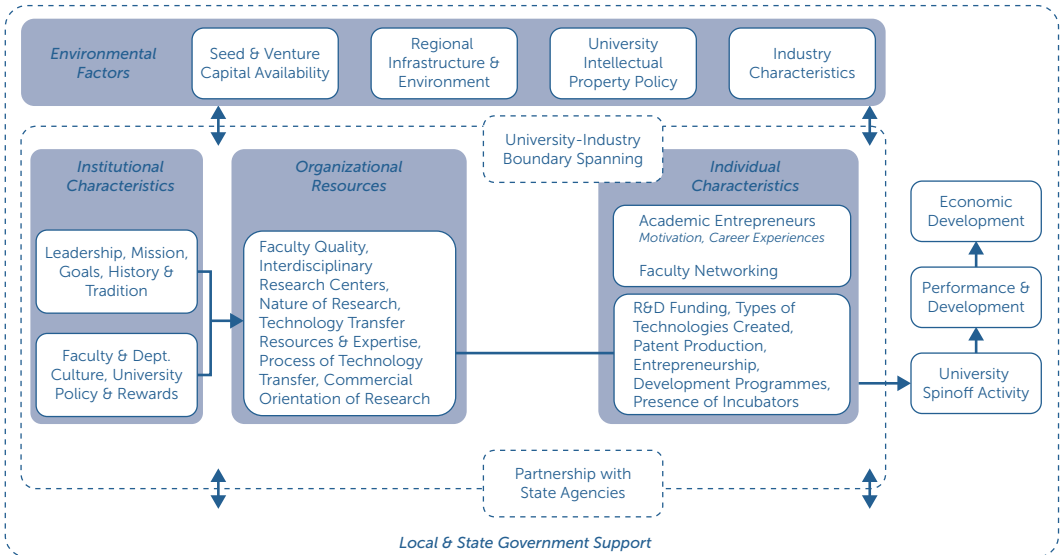 Environmental
Factors
Seed & Venture
Capital Availability
Regional
Infrastructure &
Environment
University
Intellectual
Property Policy
Industry
Characteristics
University-Industry
Boundary Spanning
Institutional
Characteristics
Leadership, Mission,
Goals, History &
Tradition
Faculty & Dept.
Culture, University
Policy & Rewards
Organizational
Resources
Faculty Quality,
Interdisciplinary
Research Centers,
Nature of Research,
Technology Transfer
Resources & Expertise,
Process of Technology
Transfer, Commercial
Orientation of Research
Individual
Characteristics
Academic Entrepreneurs
Motivation, Career Experiences
Faculty Networking
R&D Funding, Types of
Technologies Created,
Patent Production,
Entrepreneurship,
Development Programmes,
Presence of Incubators
Economic
Development
Performance &
Development
University
Spinoff Activity
Partnership with
State Agencies
Local & State Government Support